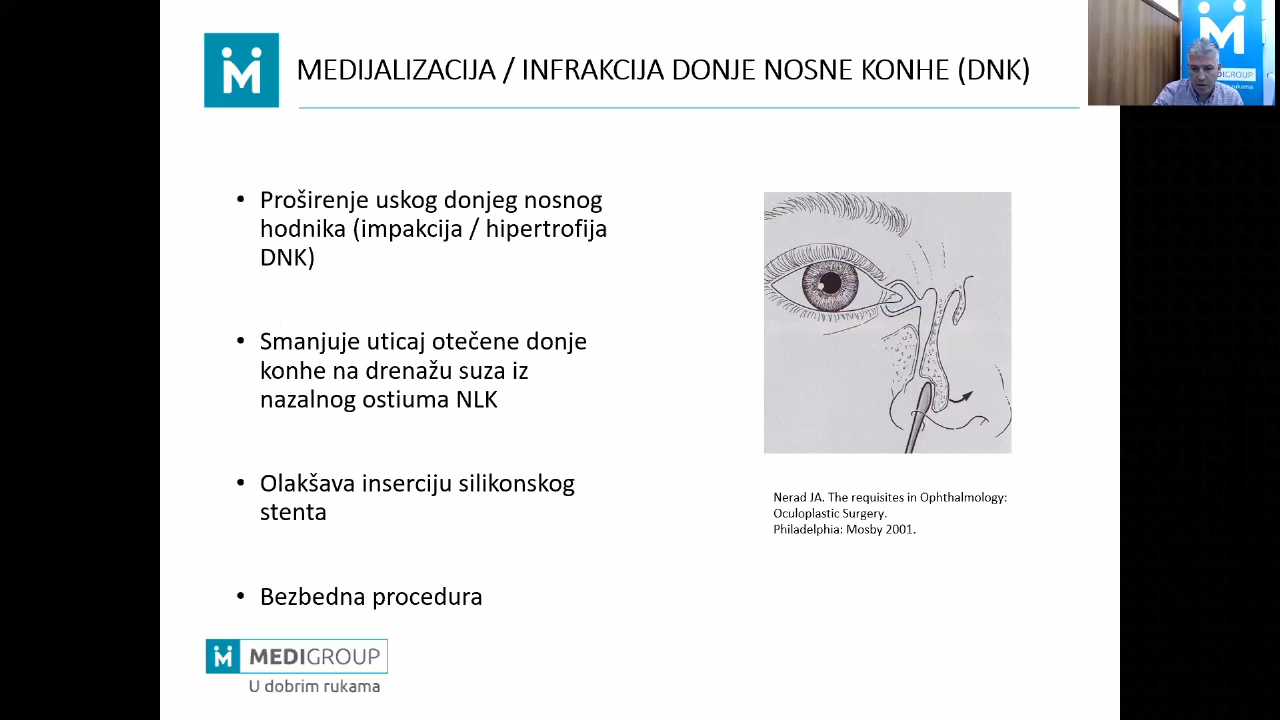 MEDIJALIZACIJA / INFRAKCIJA DONJE NOSNE KONHE (DNK)
• Proširenje uskog donjeg nosnog
hodnika (impakcija / hipertrofija
DNK)
• Smanjuje uticaj otečene donje
konhe na drenažu suza iz
nazalnog ostiuma NLK
• Olakšava inserciju silikonskog
stenta
• Bezbedna procedura
Nerad JA. The requisites in Ophthalmology:
Oculoplastic Surgery.
Philadelphia: Mosby 2001.
MEDIGROUP
U dobrim rukama